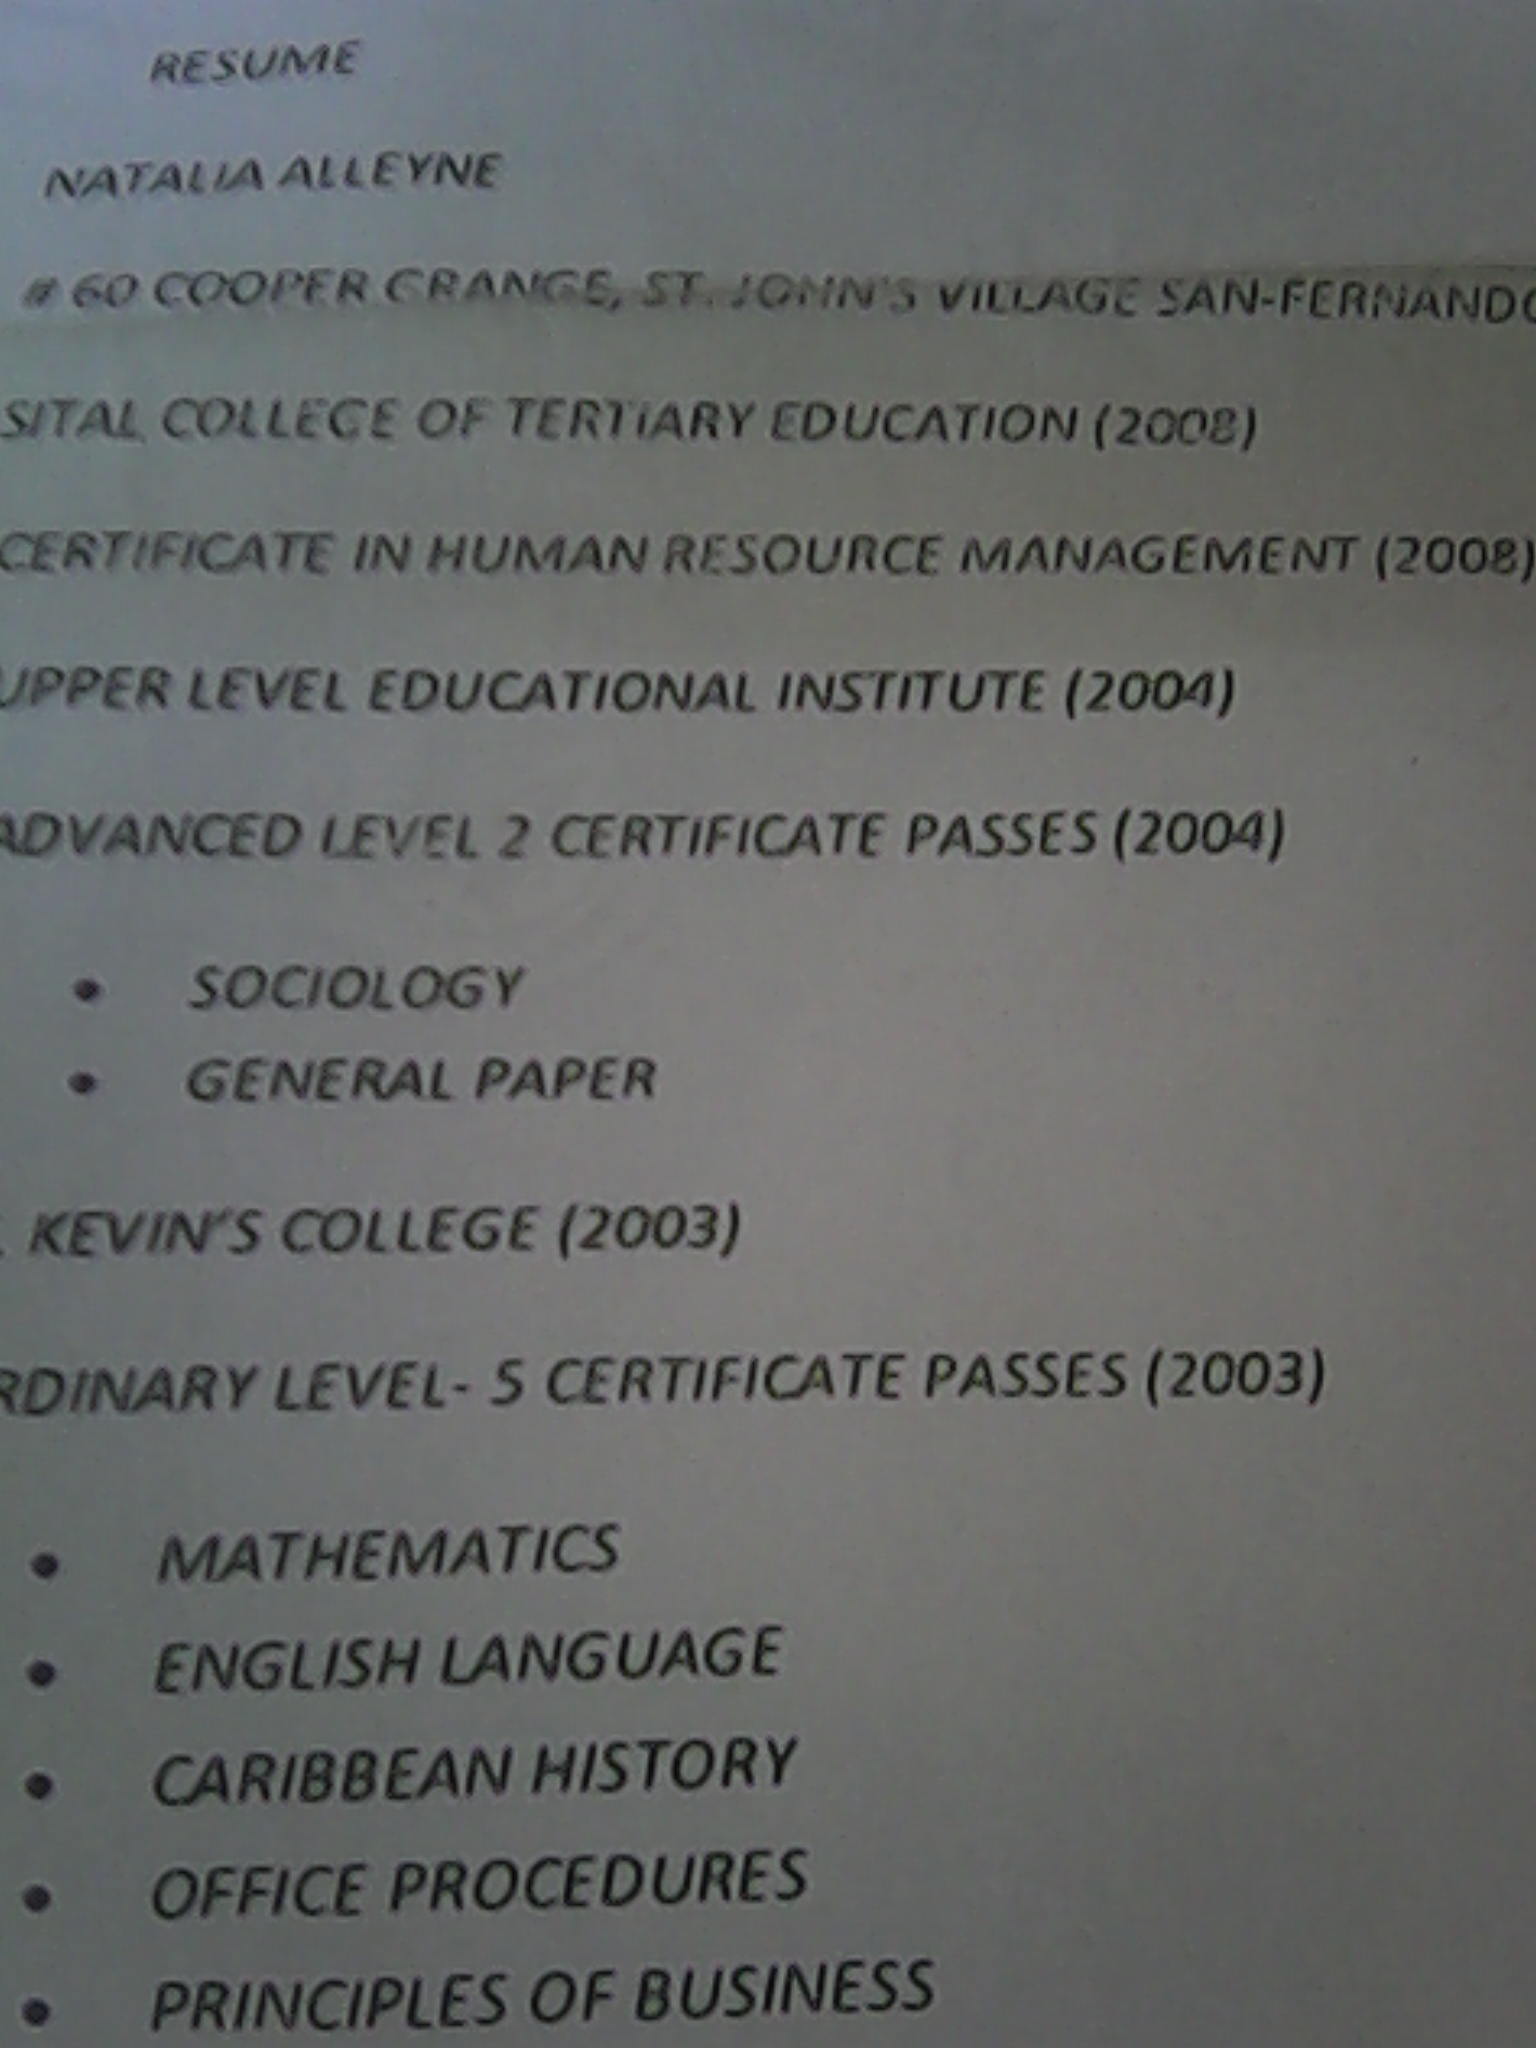 RESUME
NATALIA ALLEYNE
# 60 COOPER GRANGE, ST. JOHN'S VILLAGE SAN-FERNANDO
SITAL COLLEGE OF TERTIARY EDUCATION (2008)
CERTIFICATE IN HUMAN RESOURCE MANAGEMENT (2008)
UPPER LEVEL EDUCATIONAL INSTITUTE (2004)
ADVANCED LEVEL 2 CERTIFICATE PASSES (2004)
• SOCIOLOGY
• GENERAL PAPER
KEVIN'S COLLEGE (2003)
RDINARY LEVEL- 5 CERTIFICATE PASSES (2003)
• MATHEMATICS
• ENGLISH LANGUAGE
• CARIBBEAN HISTORY
• OFFICE PROCEDURES
• PRINCIPLES OF BUSINESS